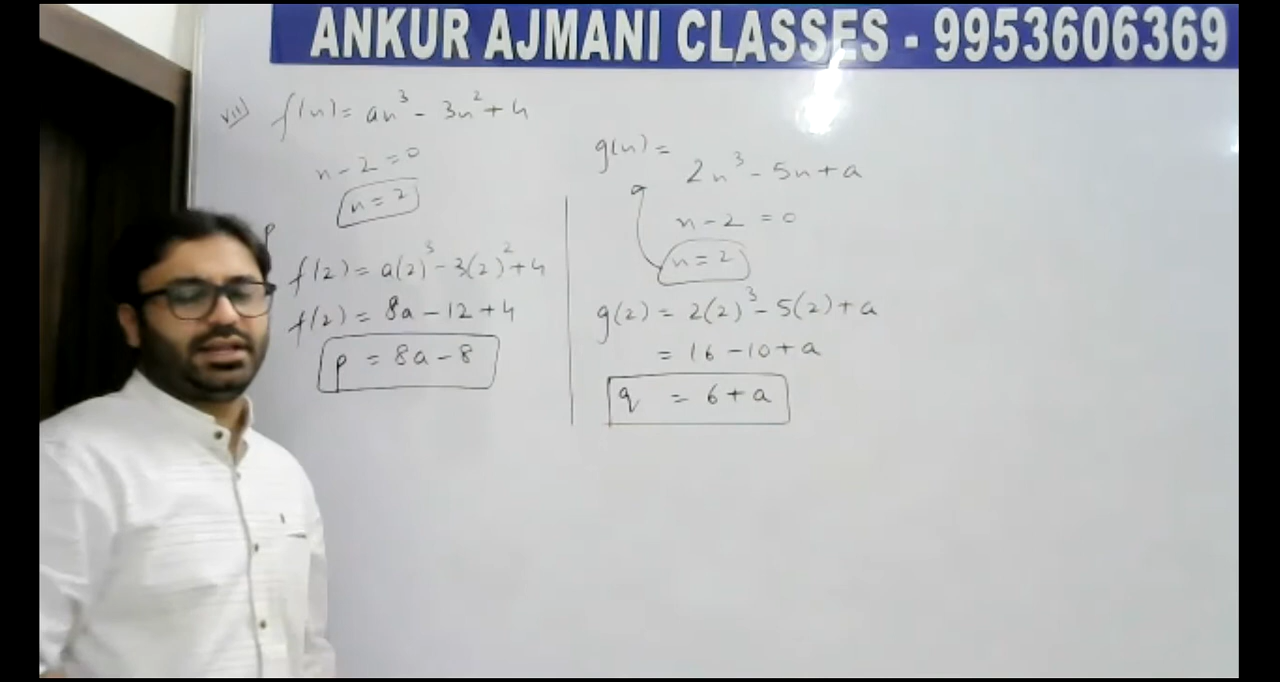 ANKUR AJMANI CLASSES - 9953606369
vii) f(x) = ax³ - 3x² + 4
x - 2 = 0
x = 2
p
f(2) = a(2)³ - 3(2)² + 4
f(2) = 8a - 12 + 4
p = 8a - 8
g(x) =
2x³ - 5x + a
x - 2 = 0
x = 2
g(2) = 2(2)³ - 5(2) + a
= 16 - 10 + a
q = 6 + a